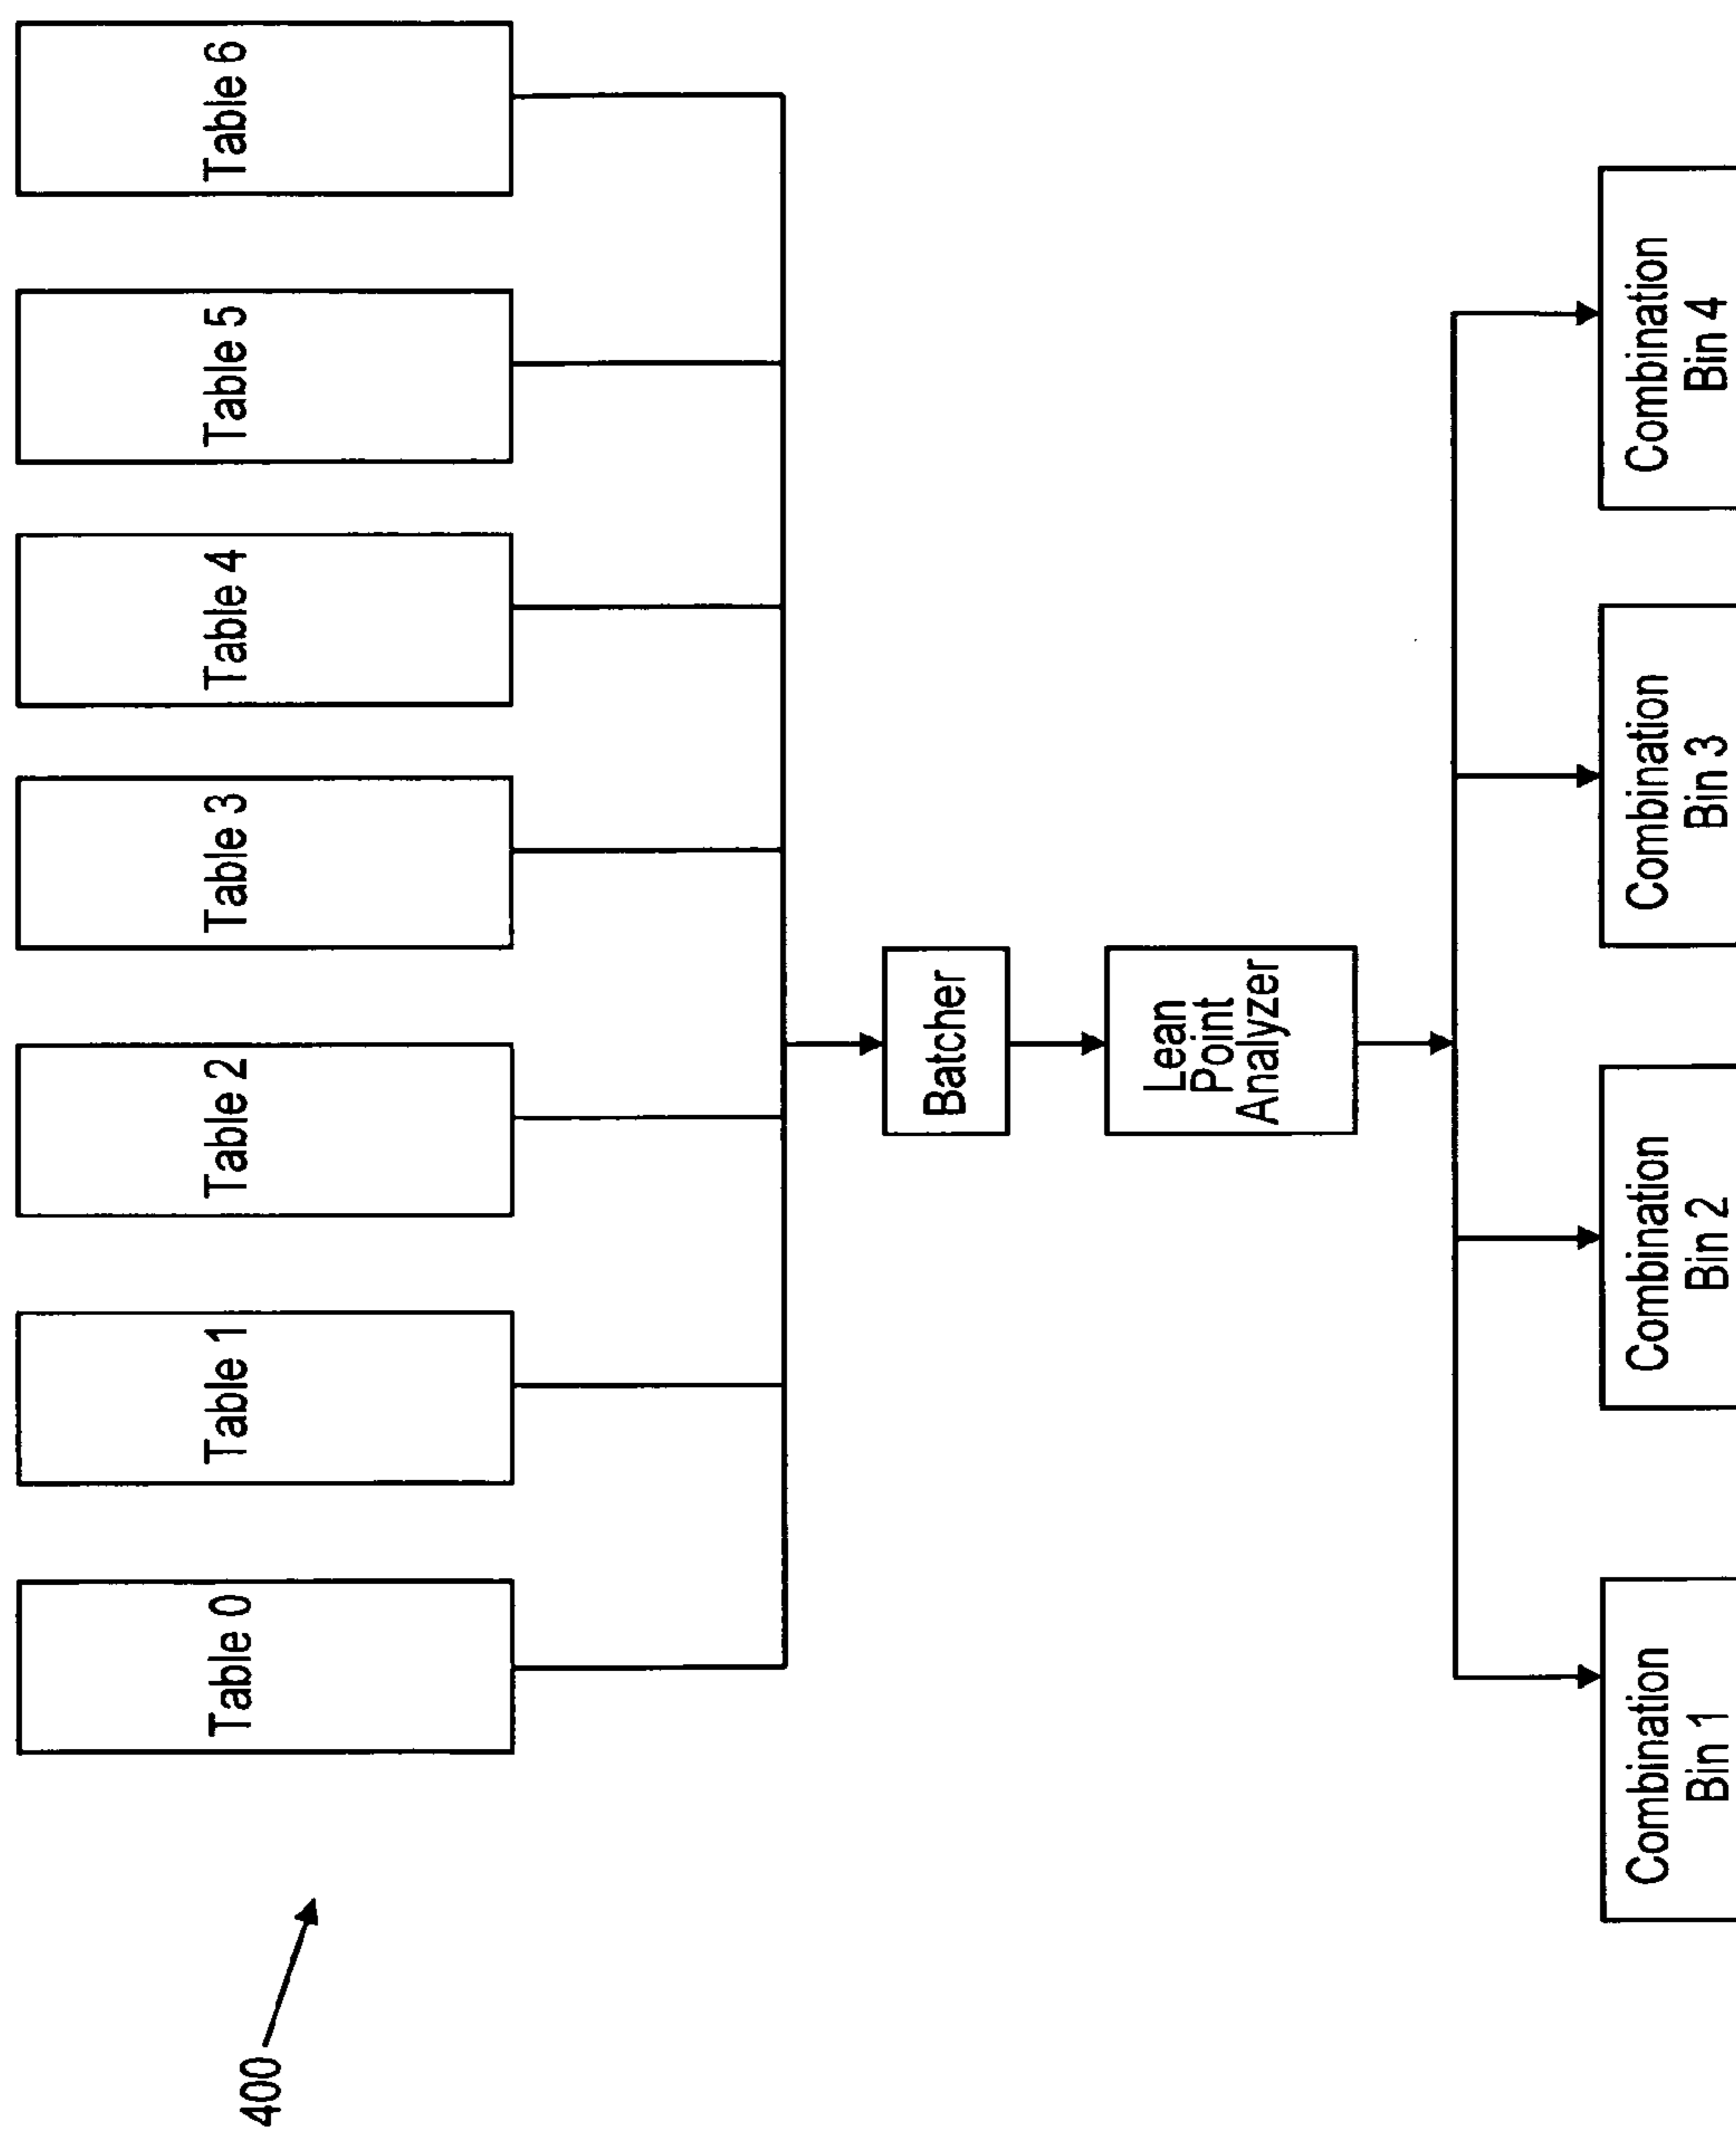 400
Table 0
Table 1
Table 2
Table 3
Table 4
Table 5
Table 6
Batcher
Lean
Point
Analyzer
Combination
Bin 1
Combination
Bin 2
Combination
Bin 3
Combination
Bin 4